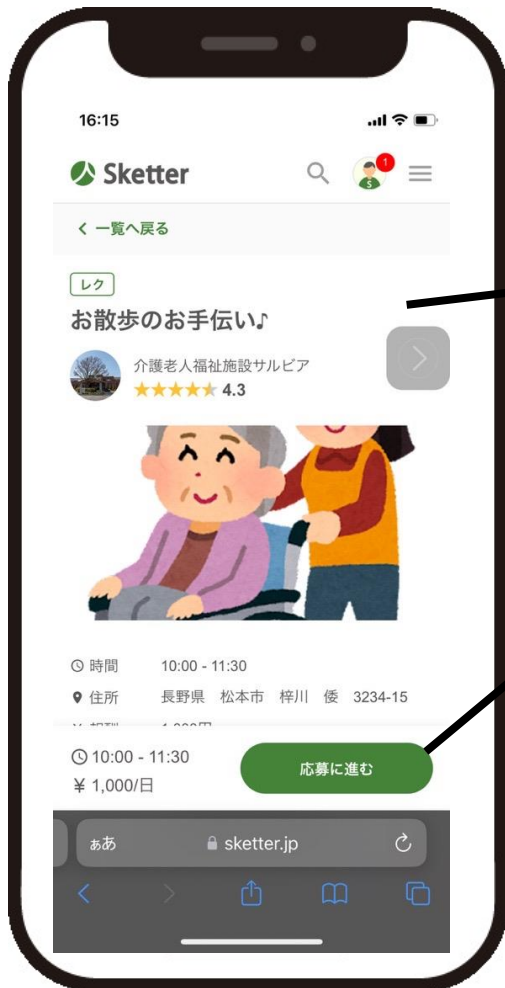 16:15
Sketter
1
S
く 一覧へ戻る
レク
お散歩のお手伝い♪
介護老人福祉施設サルビア
★★★★★ 4.3
時間 10:00 - 11:30
住所 長野県 松本市 梓川 倭 3234-15
10:00 - 11:30
¥ 1,000/日
応募に進む
ぁあ sketter.jp